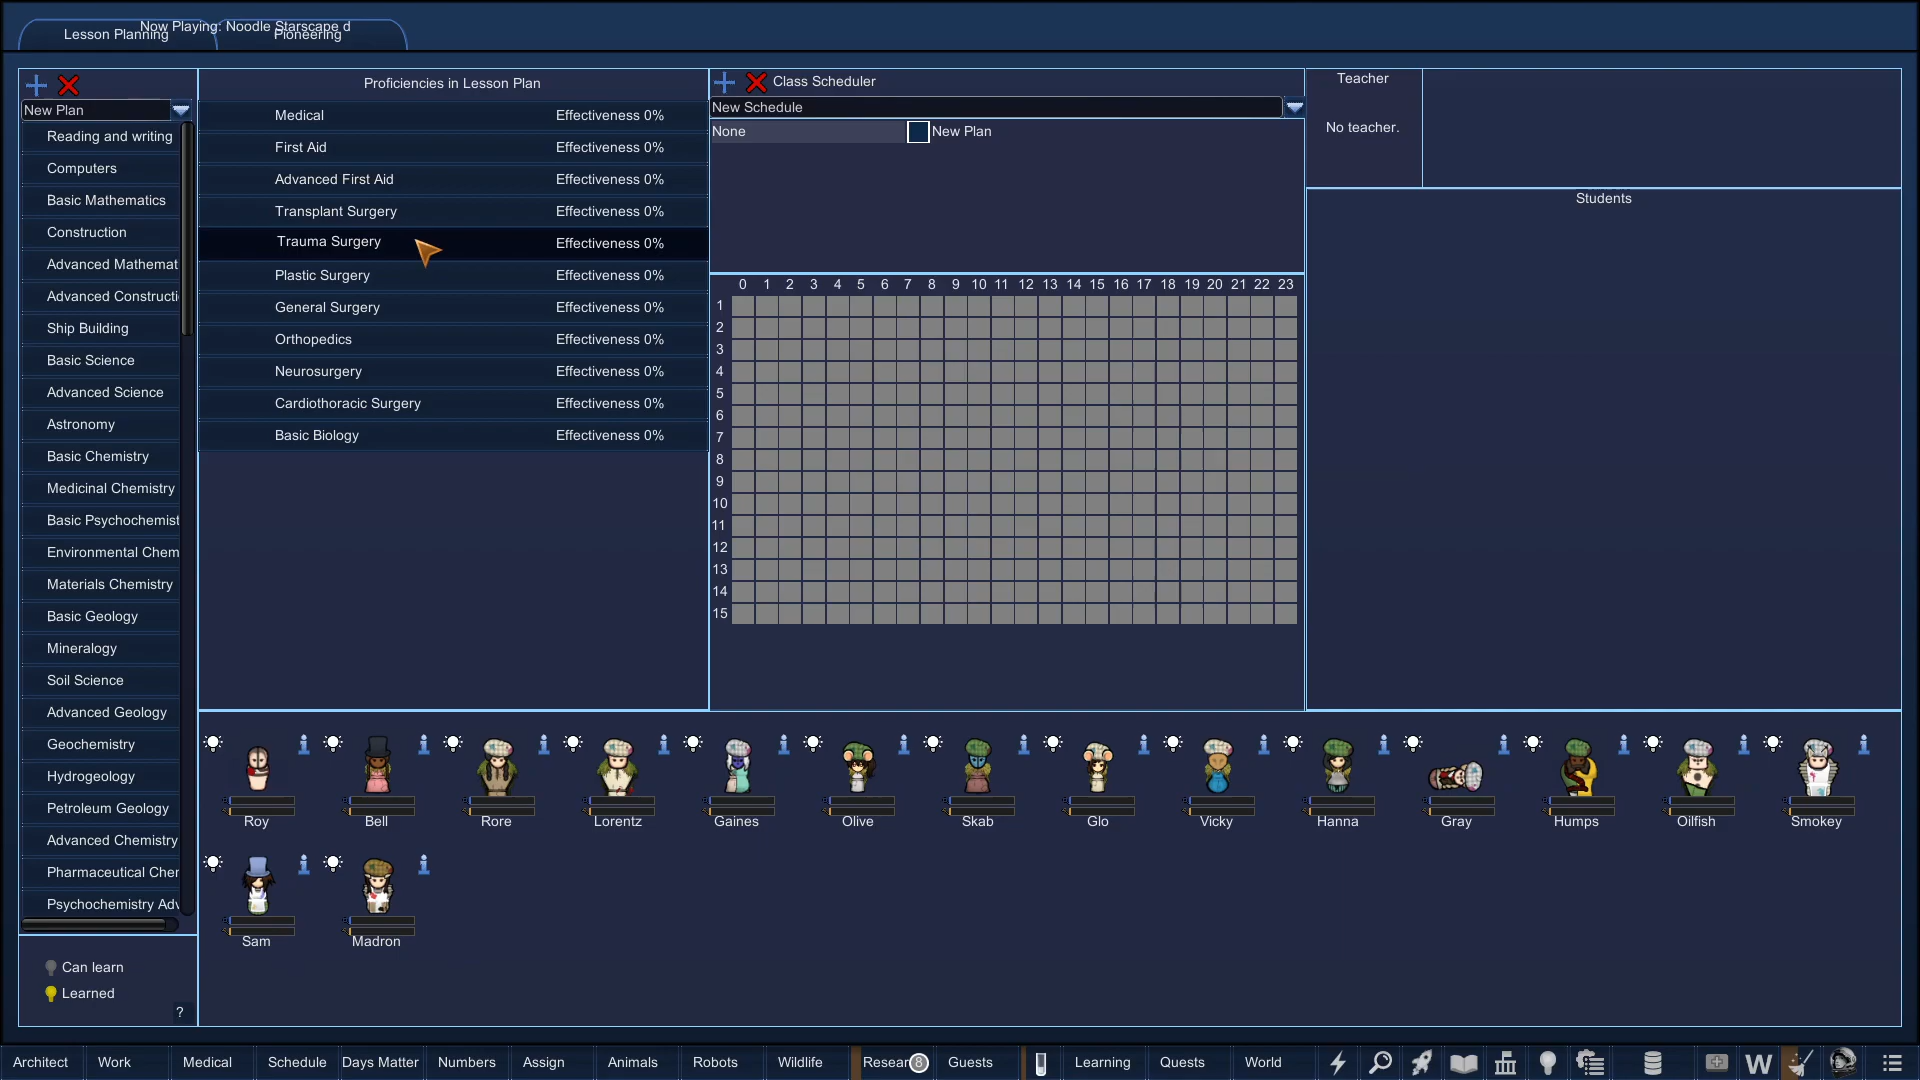 Now Playing: Noodle Starscape d
Lesson Planning
Pioneering
New Plan
Reading and writing
Computers
Basic Mathematics
Construction
Advanced Mathemat
Advanced Constructi
Ship Building
Basic Science
Advanced Science
Astronomy
Basic Chemistry
Medicinal Chemistry
Basic Psychochemist
Environmental Chem
Materials Chemistry
Basic Geology
Mineralogy
Soil Science
Advanced Geology
Geochemistry
Hydrogeology
Petroleum Geology
Advanced Chemistry
Pharmaceutical Cher
Psychochemistry Adv
Can learn
Learned
?
Proficiencies in Lesson Plan
Medical Effectiveness 0%
First Aid Effectiveness 0%
Advanced First Aid Effectiveness 0%
Transplant Surgery Effectiveness 0%
Trauma Surgery Effectiveness 0%
Plastic Surgery Effectiveness 0%
General Surgery Effectiveness 0%
Orthopedics Effectiveness 0%
Neurosurgery Effectiveness 0%
Cardiothoracic Surgery Effectiveness 0%
Basic Biology Effectiveness 0%
Class Scheduler
New Schedule
None New Plan
0 1 2 3 4 5 6 7 8 9 10 11 12 13 14 15 16 17 18 19 20 21 22 23
1
2
3
4
5
6
7
8
9
10
11
12
13
14
15
Teacher
No teacher.
Students
Roy Bell Rore Lorentz Gaines Olive Skab Glo Vicky Hanna Gray Humps Oilfish Smokey
Sam Madron
Architect Work Medical Schedule Days Matter Numbers Assign Animals Robots Wildlife Resear 8 Guests Learning Quests World W